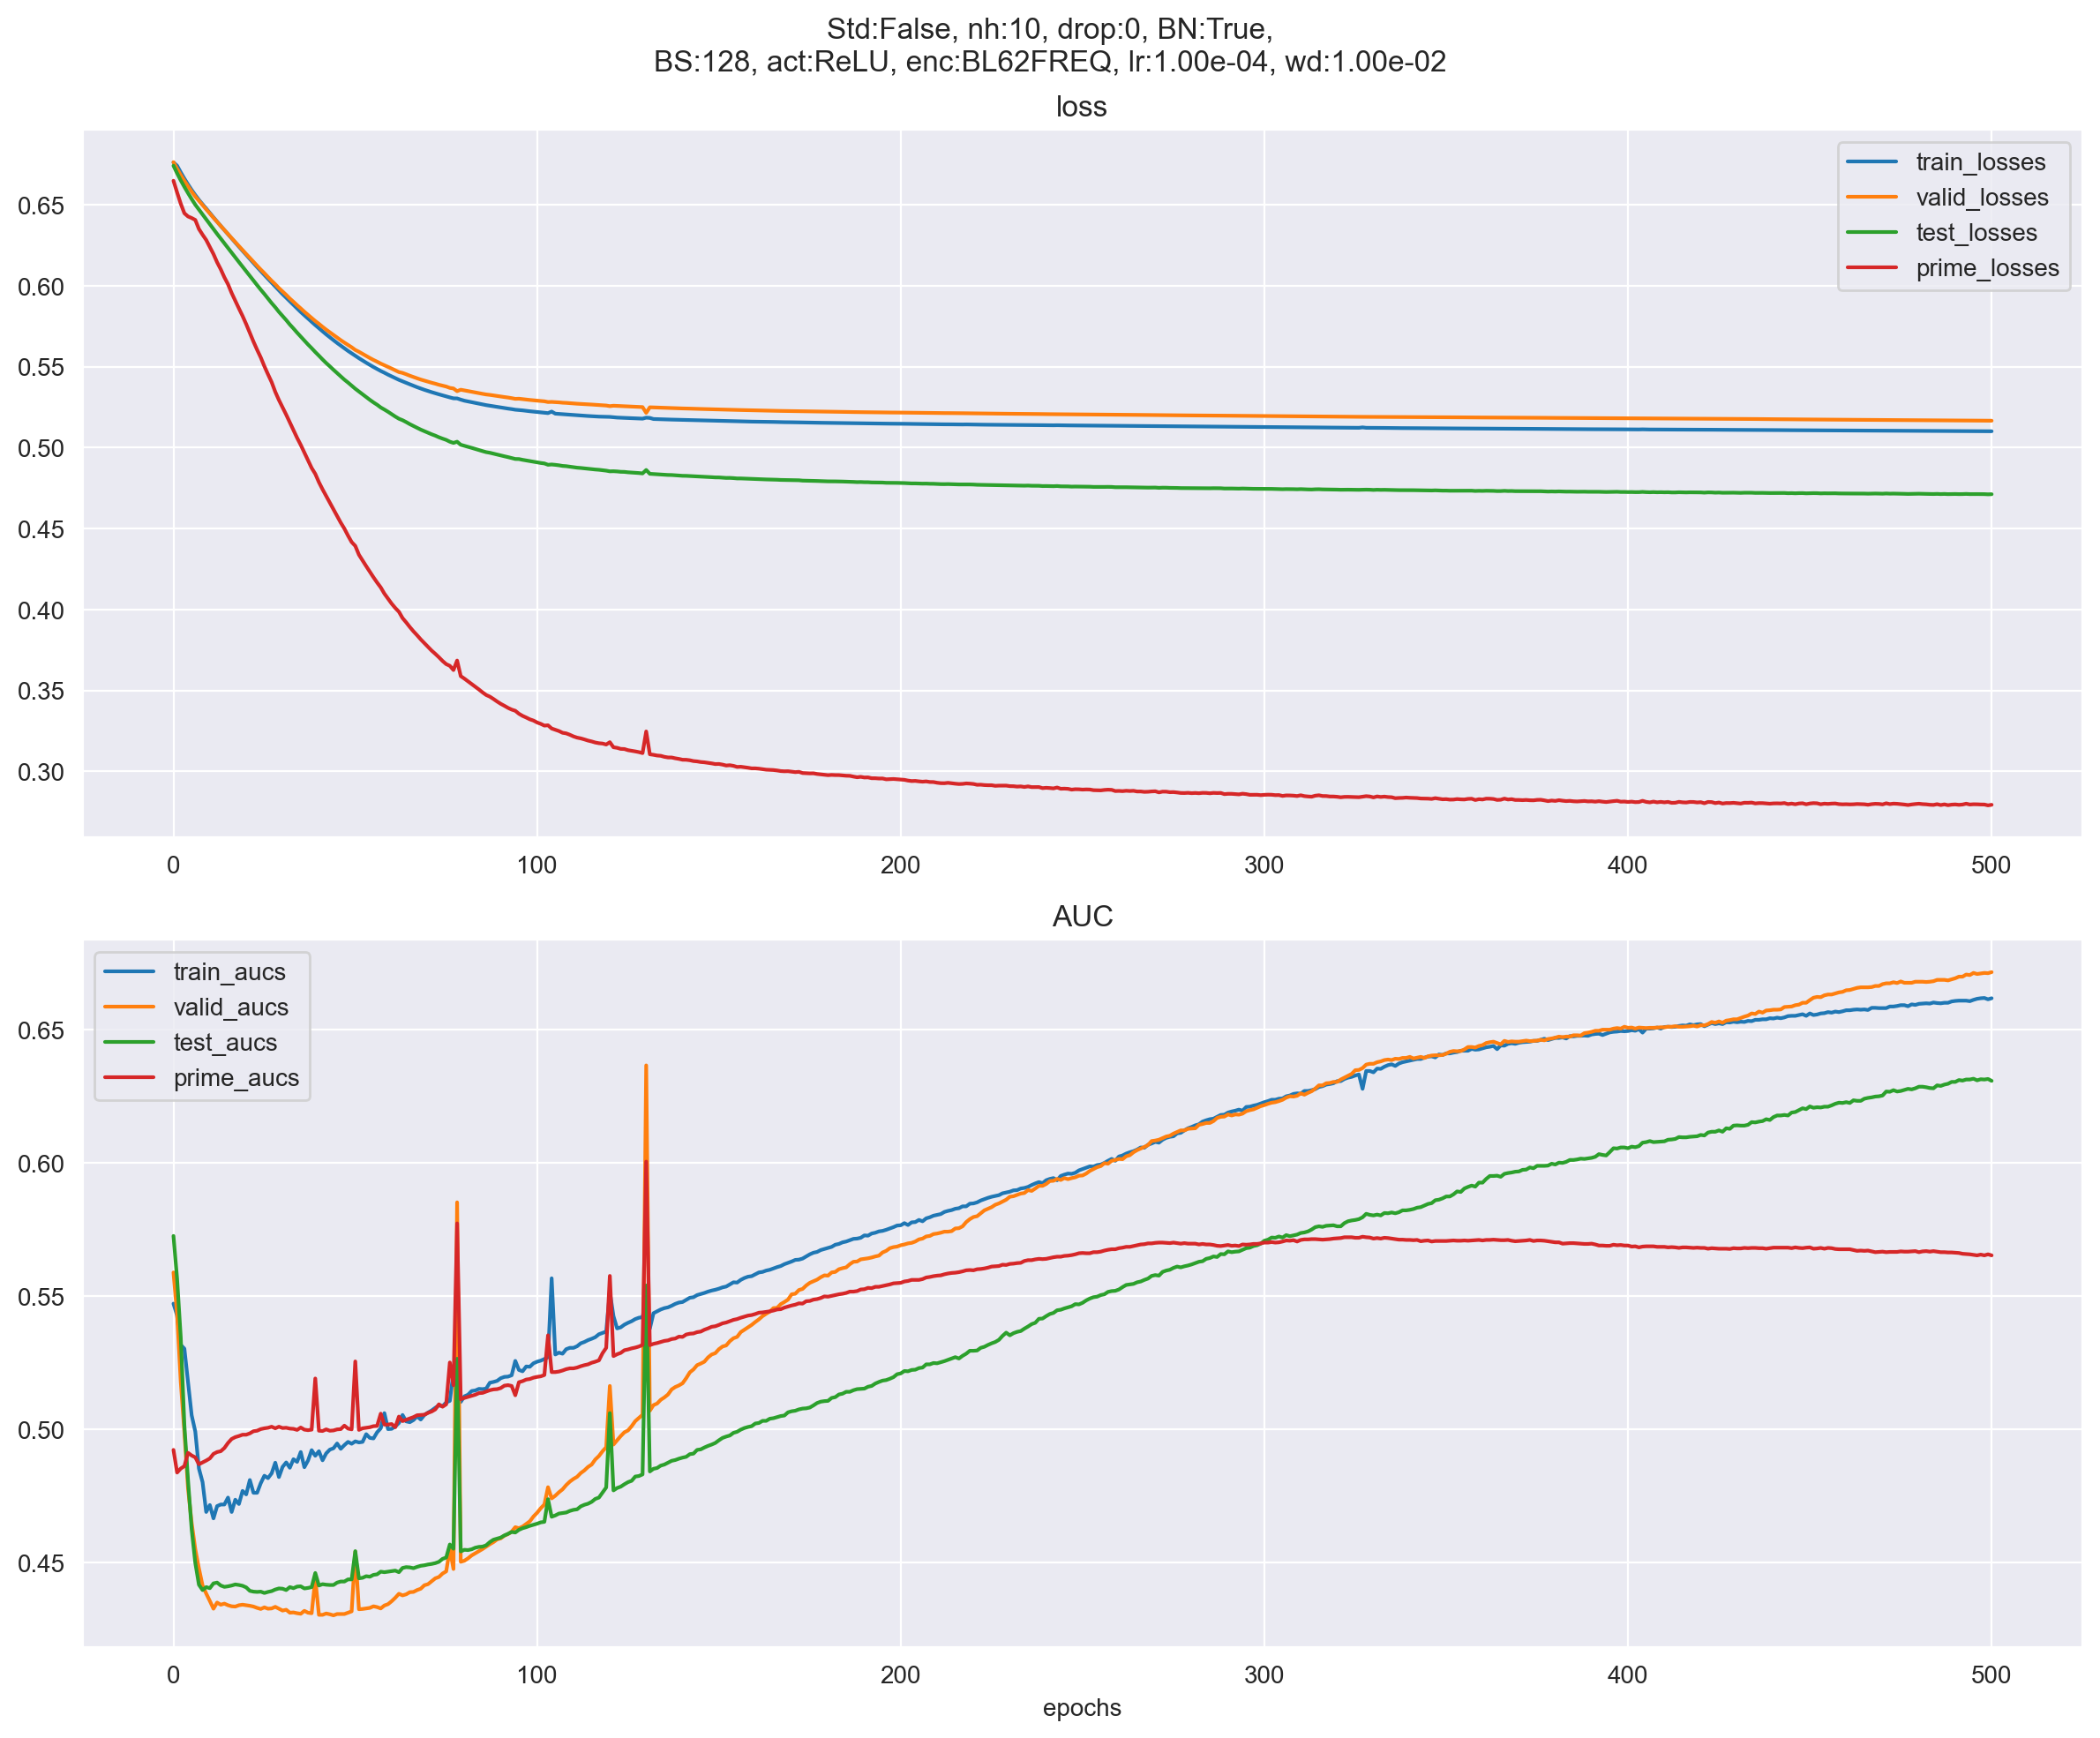 Std:False, nh:10, drop:0, BN:True,
BS:128, act:ReLU, enc:BL62FREQ, lr:1.00e-04, wd:1.00e-02
loss
train_losses
valid_losses
test_losses
prime_losses
0.65
0.60
0.55
0.50
0.45
0.40
0.35
0.30
0 100 200 300 400 500
AUC
train_aucs
valid_aucs
test_aucs
prime_aucs
0.65
0.60
0.55
0.50
0.45
0 100 200 300 400 500
epochs